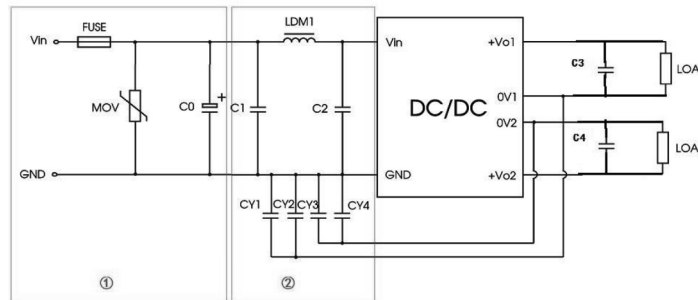 FUSE
LDM1
Vin
MOV
C0
+
C1
C2
GND
CY1
CY2
CY3
CY4
①
②
Vin
+Vo1
0V1
DC/DC
0V2
GND
+Vo2
C3
LOA
C4
LOA